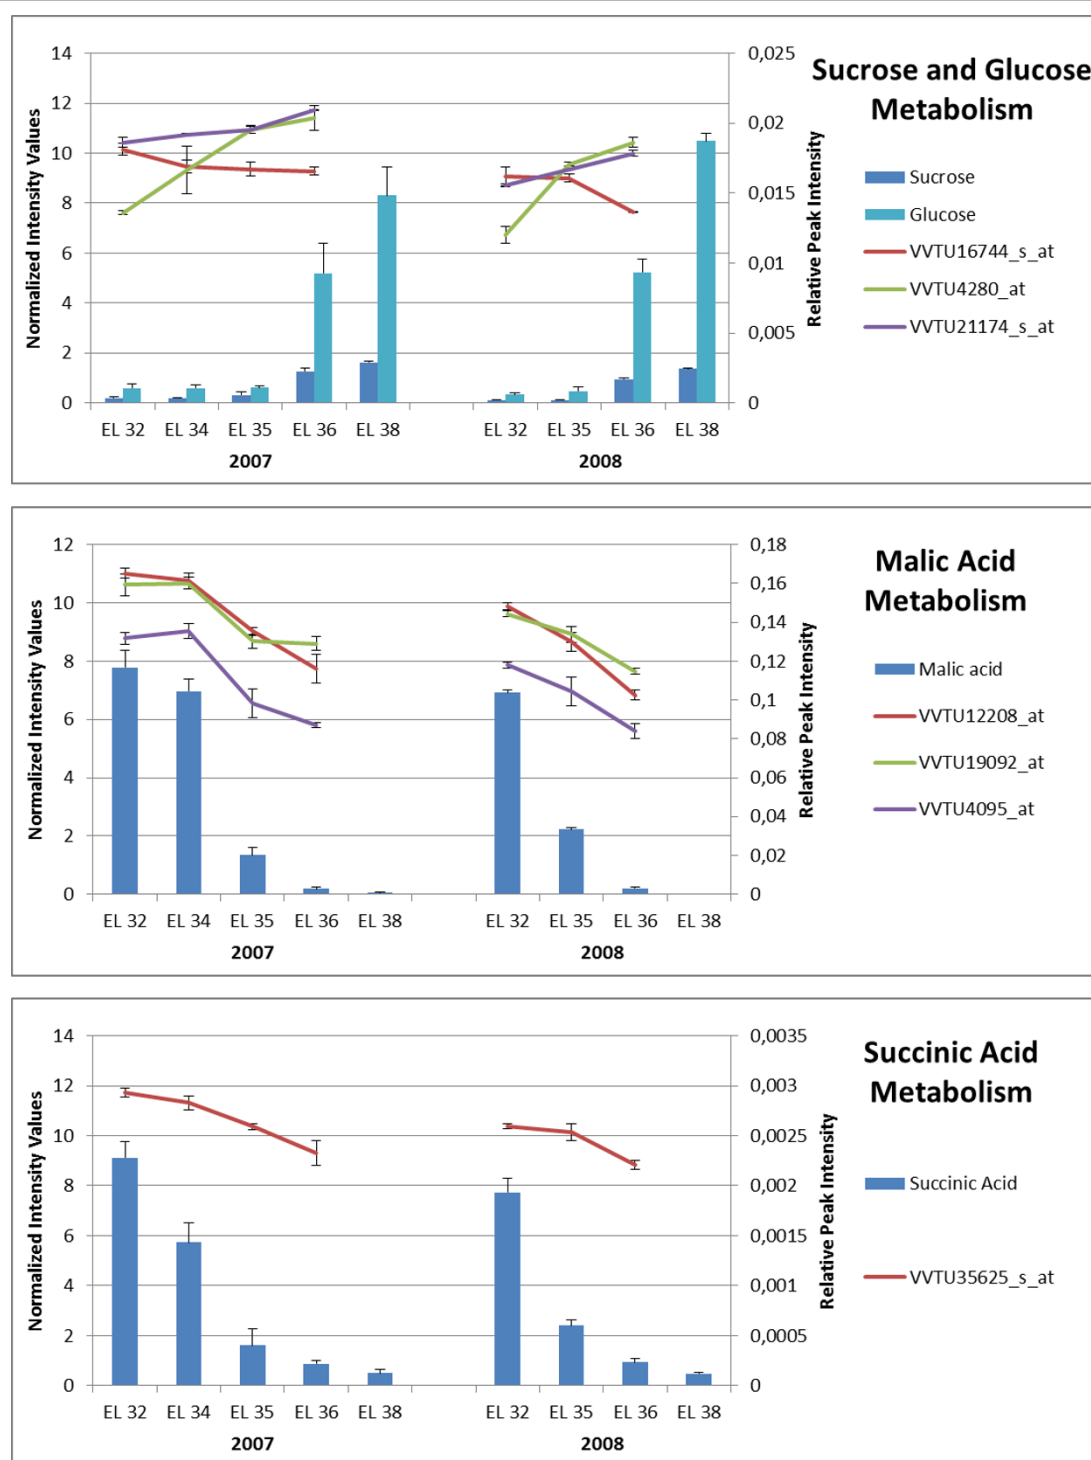 Sucrose and Glucose
Metabolism
Normalized Intensity Values
14
12
10
8
6
4
2
0
0,025
0,02
0,015
0,01
0,005
0
Relative Peak Intensity
Sucrose
Glucose
VVTU16744_s_at
VVTU4280_at
VVTU21174_s_at
EL 32 EL 34 EL 35 EL 36 EL 38 EL 32 EL 35 EL 36 EL 38
2007 2008
Malic Acid
Metabolism
Normalized Intensity Values
12
10
8
6
4
2
0
0,18
0,16
0,14
0,12
0,1
0,08
0,06
0,04
0,02
0
Relative Peak Intensity
Malic acid
VVTU12208_at
VVTU19092_at
VVTU4095_at
EL 32 EL 34 EL 35 EL 36 EL 38 EL 32 EL 35 EL 36 EL 38
2007 2008
Succinic Acid
Metabolism
Normalized Intensity Values
14
12
10
8
6
4
2
0
0,0035
0,003
0,0025
0,002
0,0015
0,001
0,0005
0
Relative Peak Intensity
Succinic Acid
VVTU35625_s_at
EL 32 EL 34 EL 35 EL 36 EL 38 EL 32 EL 35 EL 36 EL 38
2007 2008